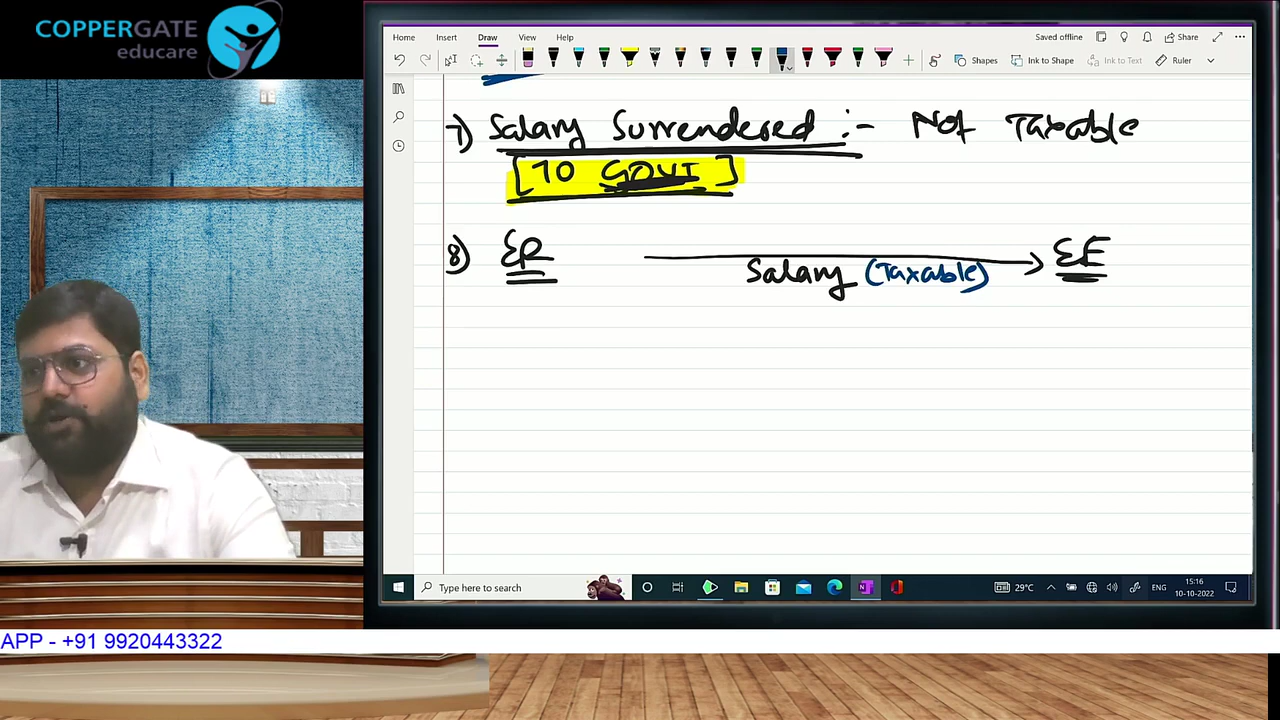 COPPERGATE
educare
Home Insert Draw View Help
Saved offline Share
Shapes Ink to Shape Ink to Text Ruler
7) Salary Surrendered :- Not Taxable
[TO GOVT]
8) ER EE
Salary (Taxable)
Type here to search
29°C ENG 15:16
10-10-2022
APP - +91 9920443322